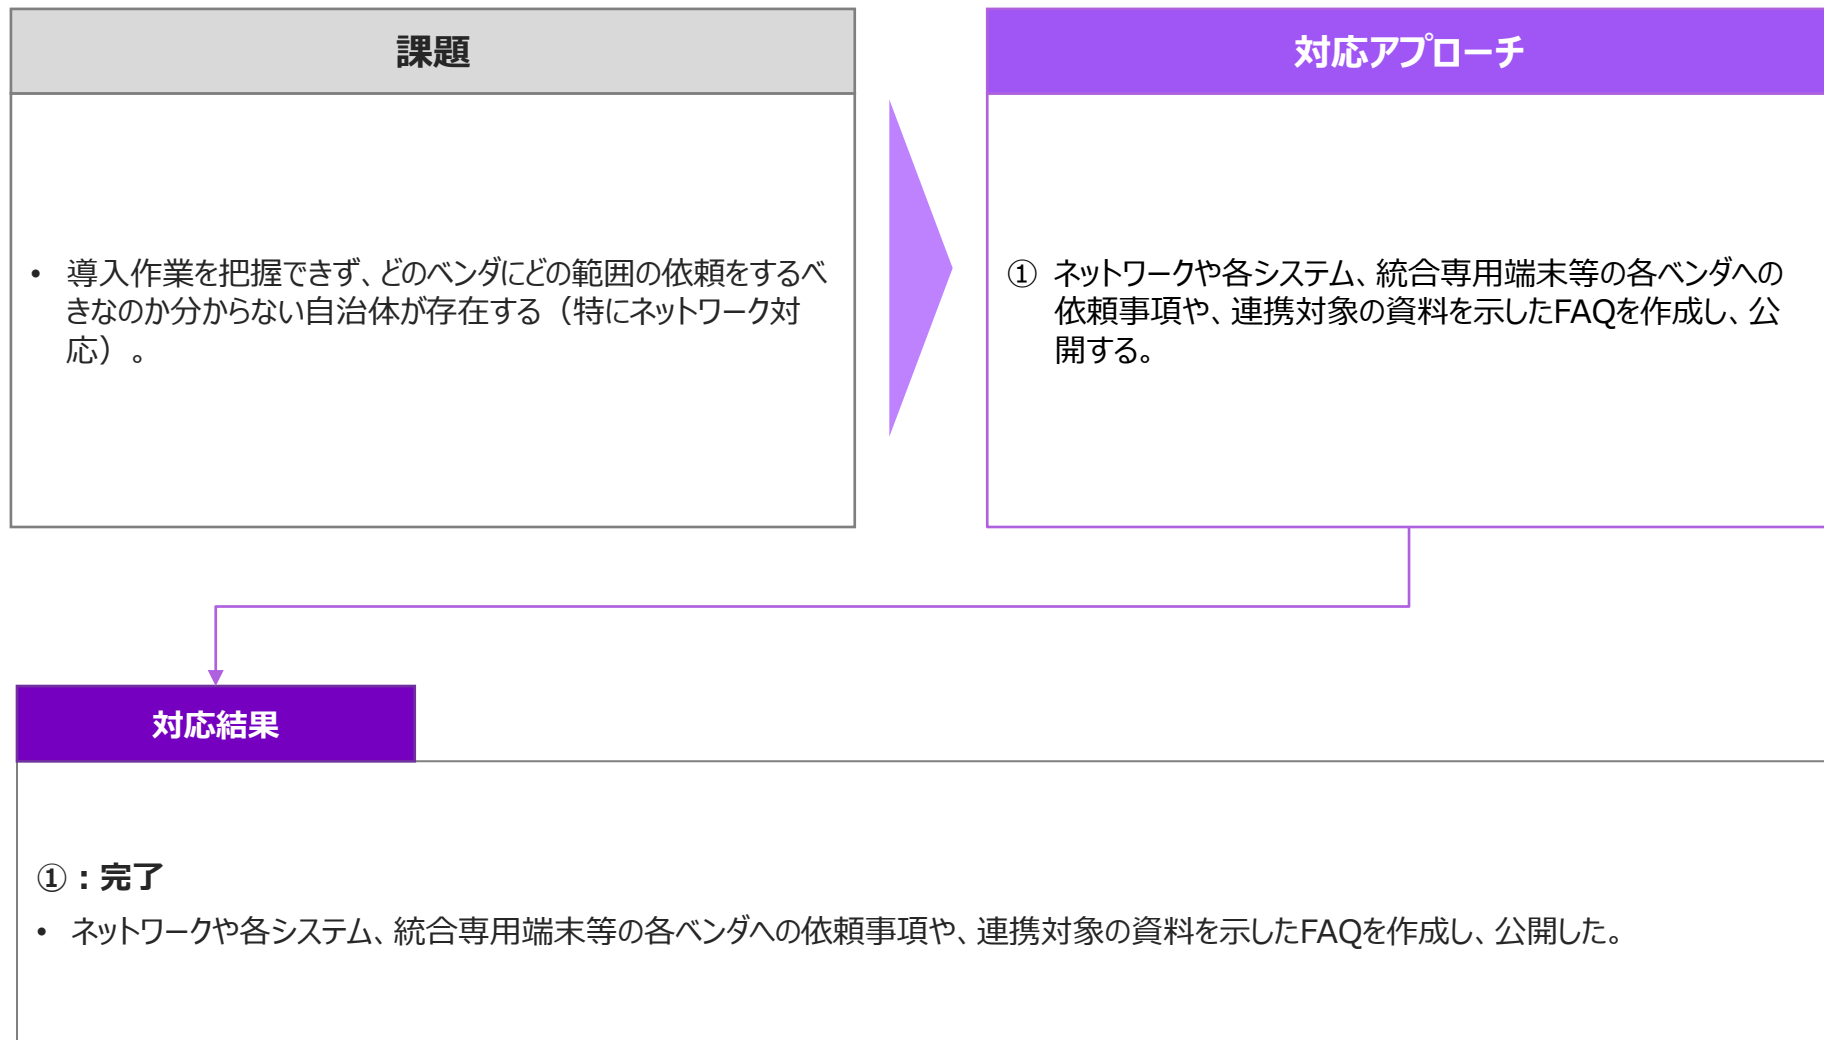 課題
• 導入作業を把握できず、どのベンダにどの範囲の依頼をするべ
きなのか分からない自治体が存在する（特にネットワーク対
応）。
対応アプローチ
① ネットワークや各システム、統合専用端末等の各ベンダへの
依頼事項や、連携対象の資料を示したFAQを作成し、公
開する。
対応結果
①：完了
• ネットワークや各システム、統合専用端末等の各ベンダへの依頼事項や、連携対象の資料を示したFAQを作成し、公開した。